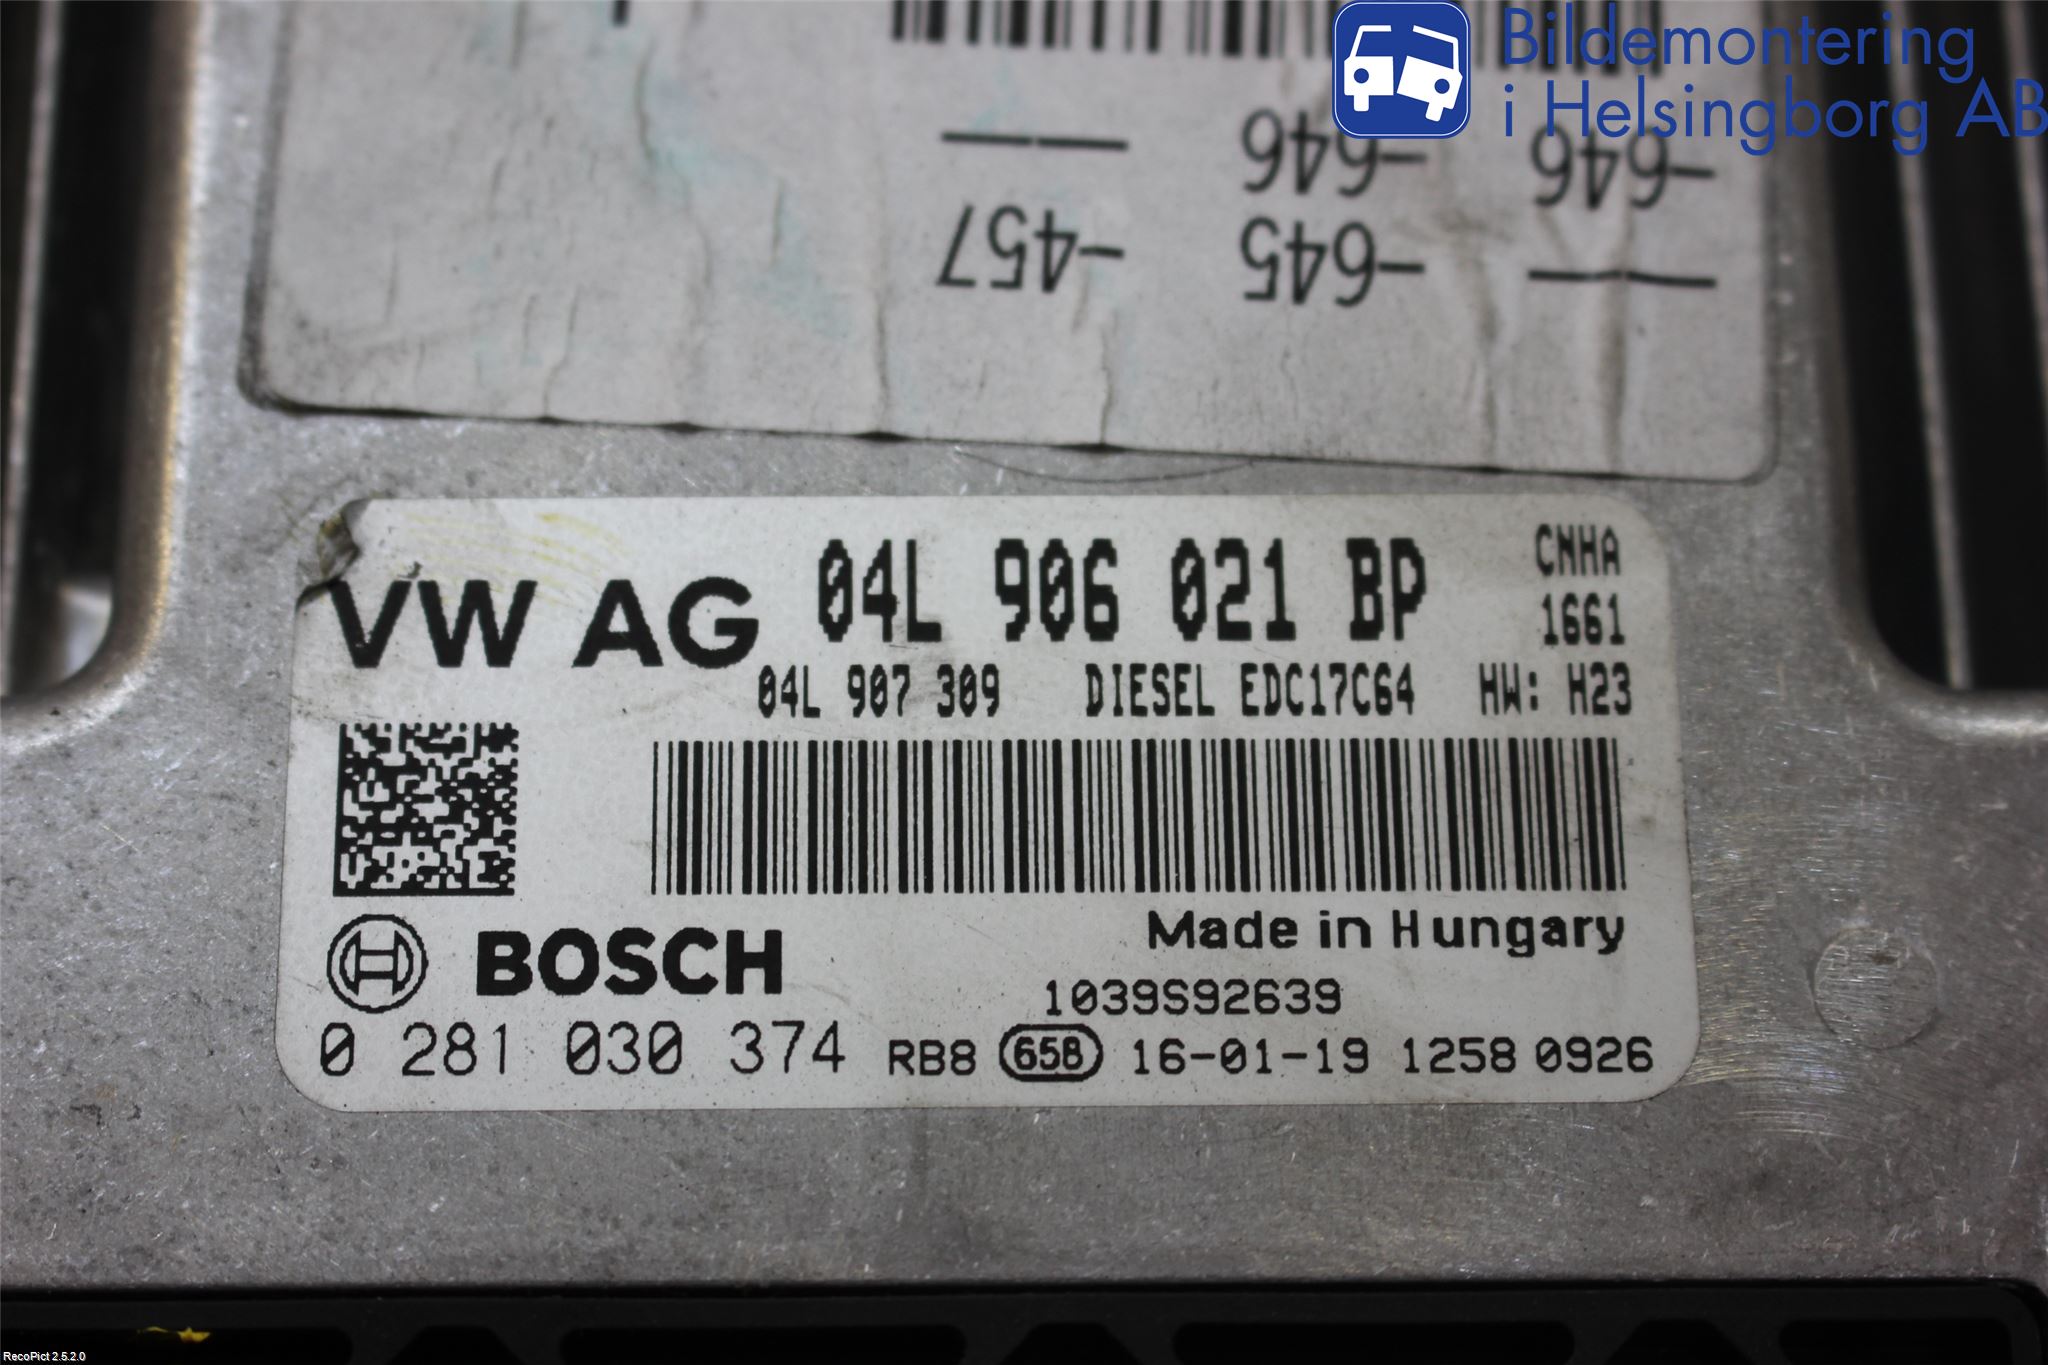 Bildemontering
i Helsingborg AB
-646 -646
-645 -457
VW AG 04L 906 021 BP CNHA
1661
04L 907 309 DIESEL EDC17C64 HW: H23
BOSCH Made in Hungary
1039S92639
0 281 030 374 RB8 658 16-01-19 1258 0926
RecoPict 2.5.2.0